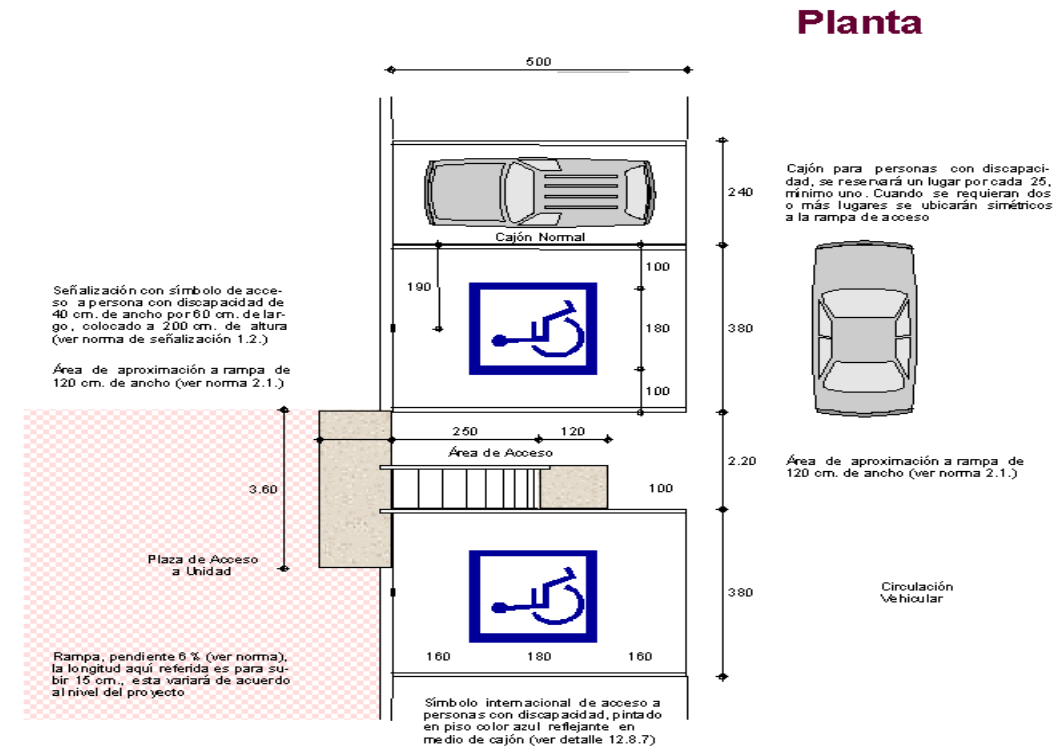 Planta
500
Cajón para personas con discapaci-
dad, se reservará un lugar por cada 25,
mínimo uno. Cuando se requieran dos
o más lugares se ubicarán simétricos
a la rampa de acceso
240
Cajón Normal
190
100
180
380
100
Señalización con símbolo de acce-
so a persona con discapacidad de
40 cm. de ancho por 60 cm. de lar-
go, colocado a 200 cm. de altura
(ver norma de señalización 1.2.)
Área de aproximación a rampa de
120 cm. de ancho (ver norma 2.1.)
250
120
Área de Acceso
3.60
100
2.20
Área de aproximación a rampa de
120 cm. de ancho (ver norma 2.1.)
Plaza de Acceso
a Unidad
380
Circulación
Vehicular
160
180
160
Rampa, pendiente 6 % (ver norma),
la longitud aquí referida es para su-
bir 15 cm., esta variará de acuerdo
al nivel del proyecto
Símbolo internacional de acceso a
personas con discapacidad, pintado
en piso color azul reflejante en
medio de cajón (ver detalle 12.8.7)